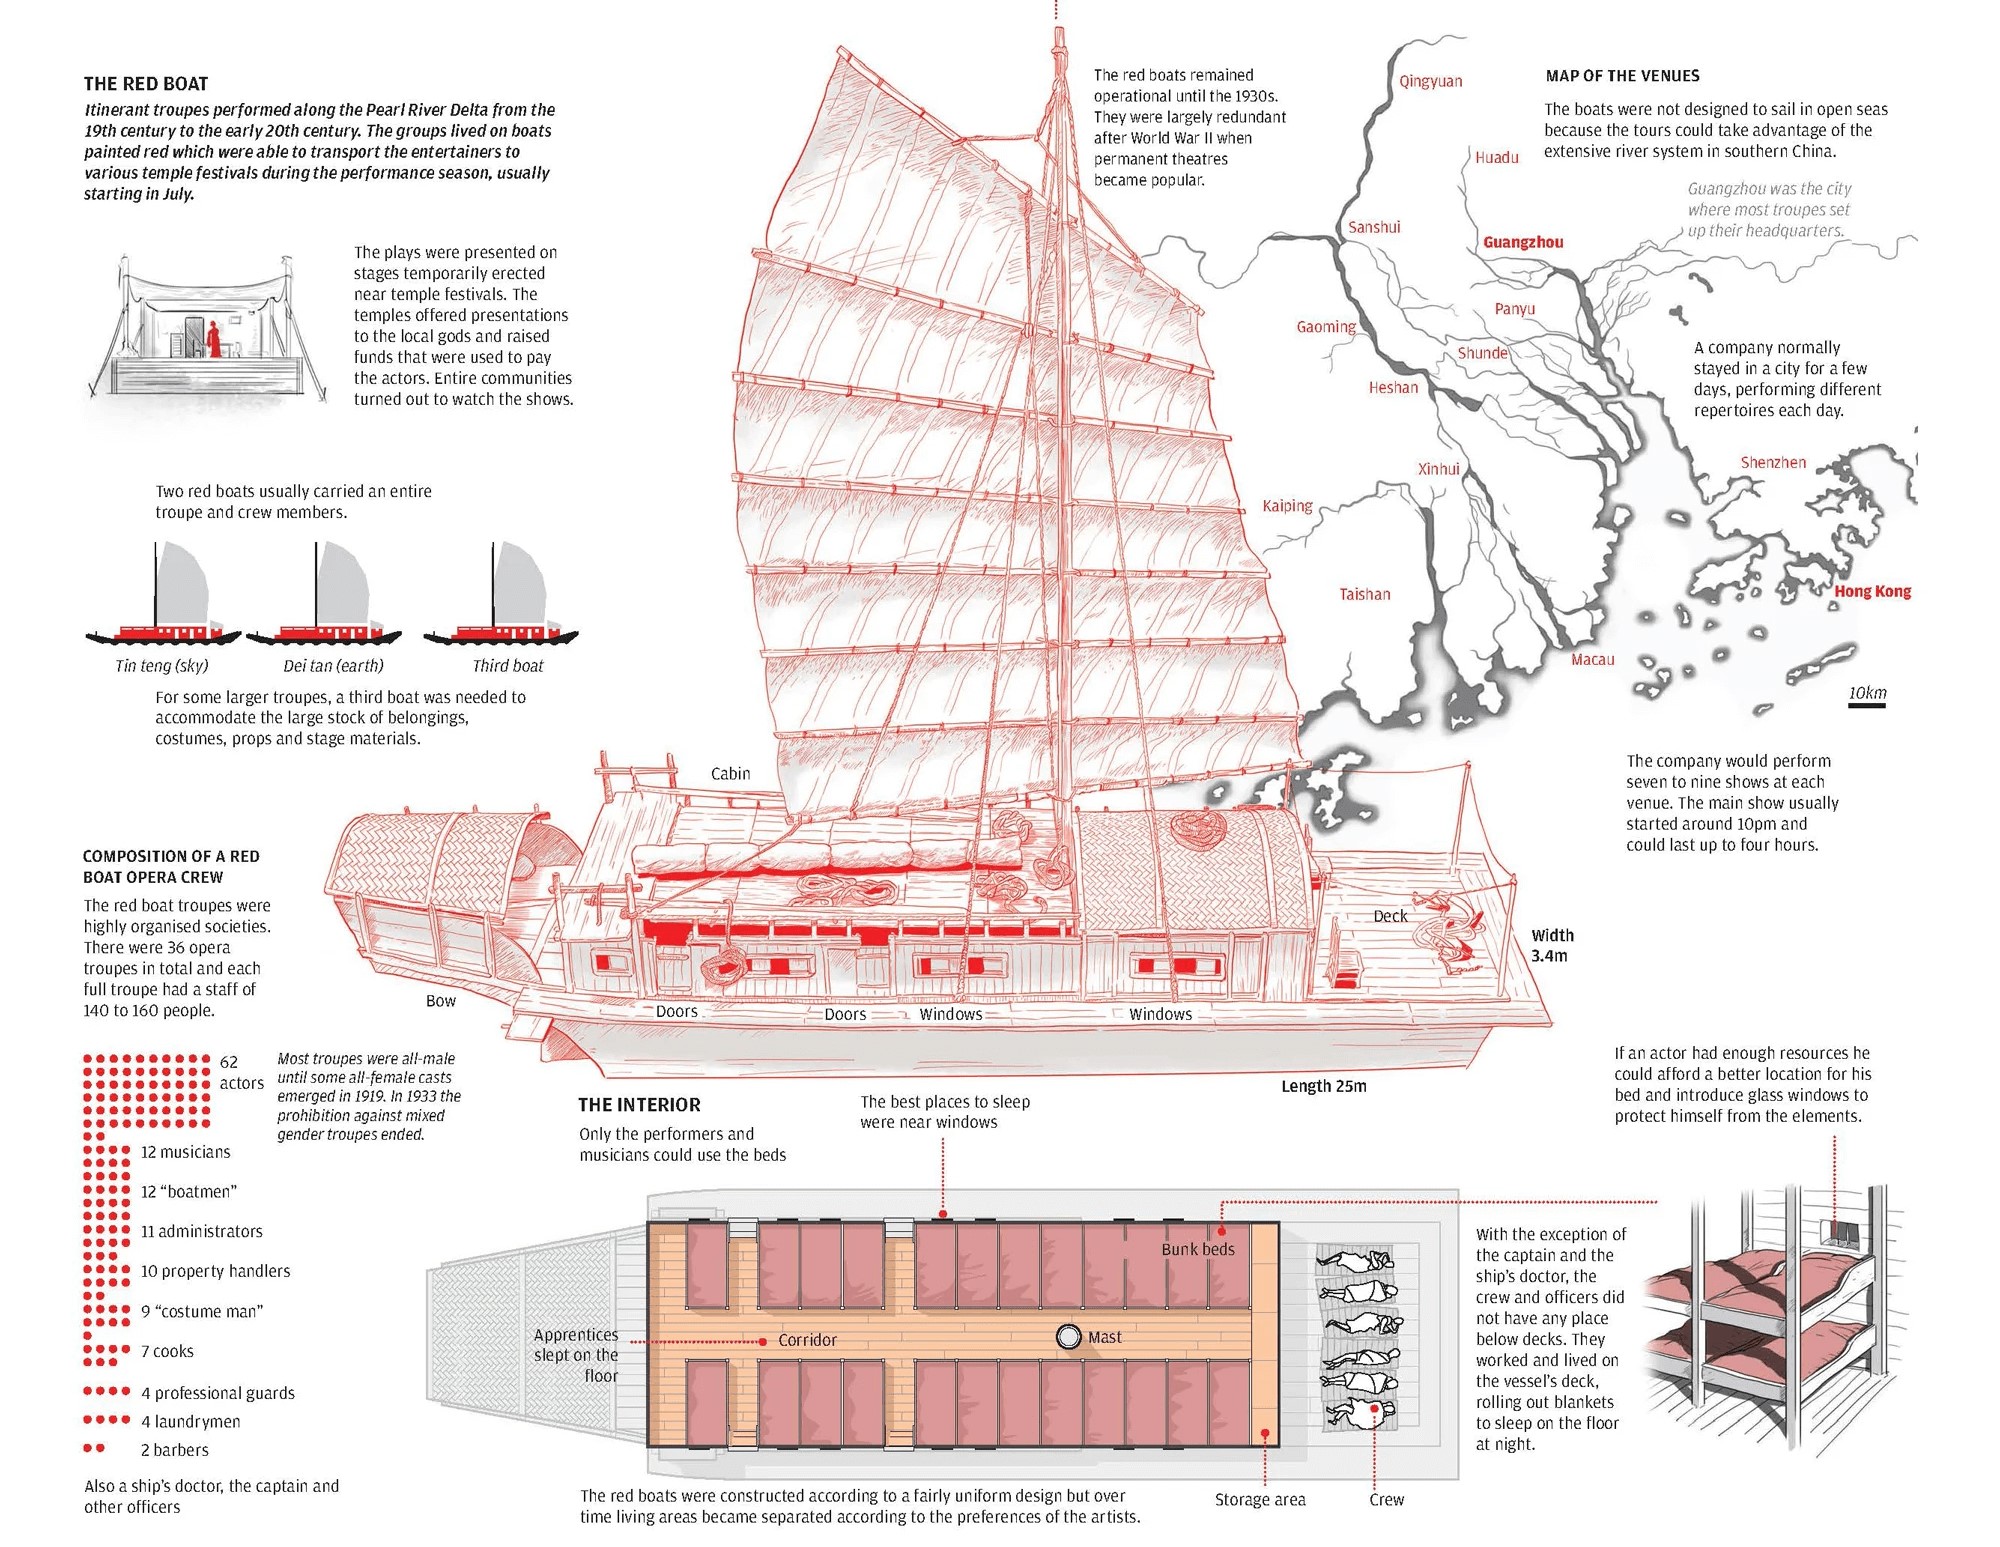 THE RED BOAT
Itinerant troupes performed along the Pearl River Delta from the
19th century to the early 20th century. The groups lived on boats
painted red which were able to transport the entertainers to
various temple festivals during the performance season, usually
starting in July.
The plays were presented on
stages temporarily erected
near temple festivals. The
temples offered presentations
to the local gods and raised
funds that were used to pay
the actors. Entire communities
turned out to watch the shows.
Two red boats usually carried an entire
troupe and crew members.
Tin teng (sky)
Dei tan (earth)
Third boat
For some larger troupes, a third boat was needed to
accommodate the large stock of belongings,
costumes, props and stage materials.
The red boats remained
operational until the 1930s.
They were largely redundant
after World War II when
permanent theatres
became popular.
MAP OF THE VENUES
The boats were not designed to sail in open seas
because the tours could take advantage of the
extensive river system in southern China.
Guangzhou was the city
where most troupes set
up their headquarters.
Qingyuan
Huadu
Sanshui
Guangzhou
Panyu
Gaoming
Shunde
Heshan
A company normally
stayed in a city for a few
days, performing different
repertoires each day.
Xinhui
Shenzhen
Kaiping
Taishan
Hong Kong
Macau
10km
The company would perform
seven to nine shows at each
venue. The main show usually
started around 10pm and
could last up to four hours.
Cabin
Deck
Width
3.4m
Bow
Doors
Doors
Windows
Windows
Length 25m
COMPOSITION OF A RED
BOAT OPERA CREW
The red boat troupes were
highly organised societies.
There were 36 opera
troupes in total and each
full troupe had a staff of
140 to 160 people.
62
actors
Most troupes were all-male
until some all-female casts
emerged in 1919. In 1933 the
prohibition against mixed
gender troupes ended.
12 musicians
12 “boatmen”
11 administrators
10 property handlers
9 “costume man”
7 cooks
4 professional guards
4 laundrymen
2 barbers
Also a ship’s doctor, the captain and
other officers
THE INTERIOR
Only the performers and
musicians could use the beds
The best places to sleep
were near windows
Bunk beds
Apprentices
slept on the
floor
Corridor
Mast
Storage area
Crew
The red boats were constructed according to a fairly uniform design but over
time living areas became separated according to the preferences of the artists.
If an actor had enough resources he
could afford a better location for his
bed and introduce glass windows to
protect himself from the elements.
With the exception of
the captain and the
ship’s doctor, the
crew and officers did
not have any place
below decks. They
worked and lived on
the vessel’s deck,
rolling out blankets
to sleep on the floor
at night.